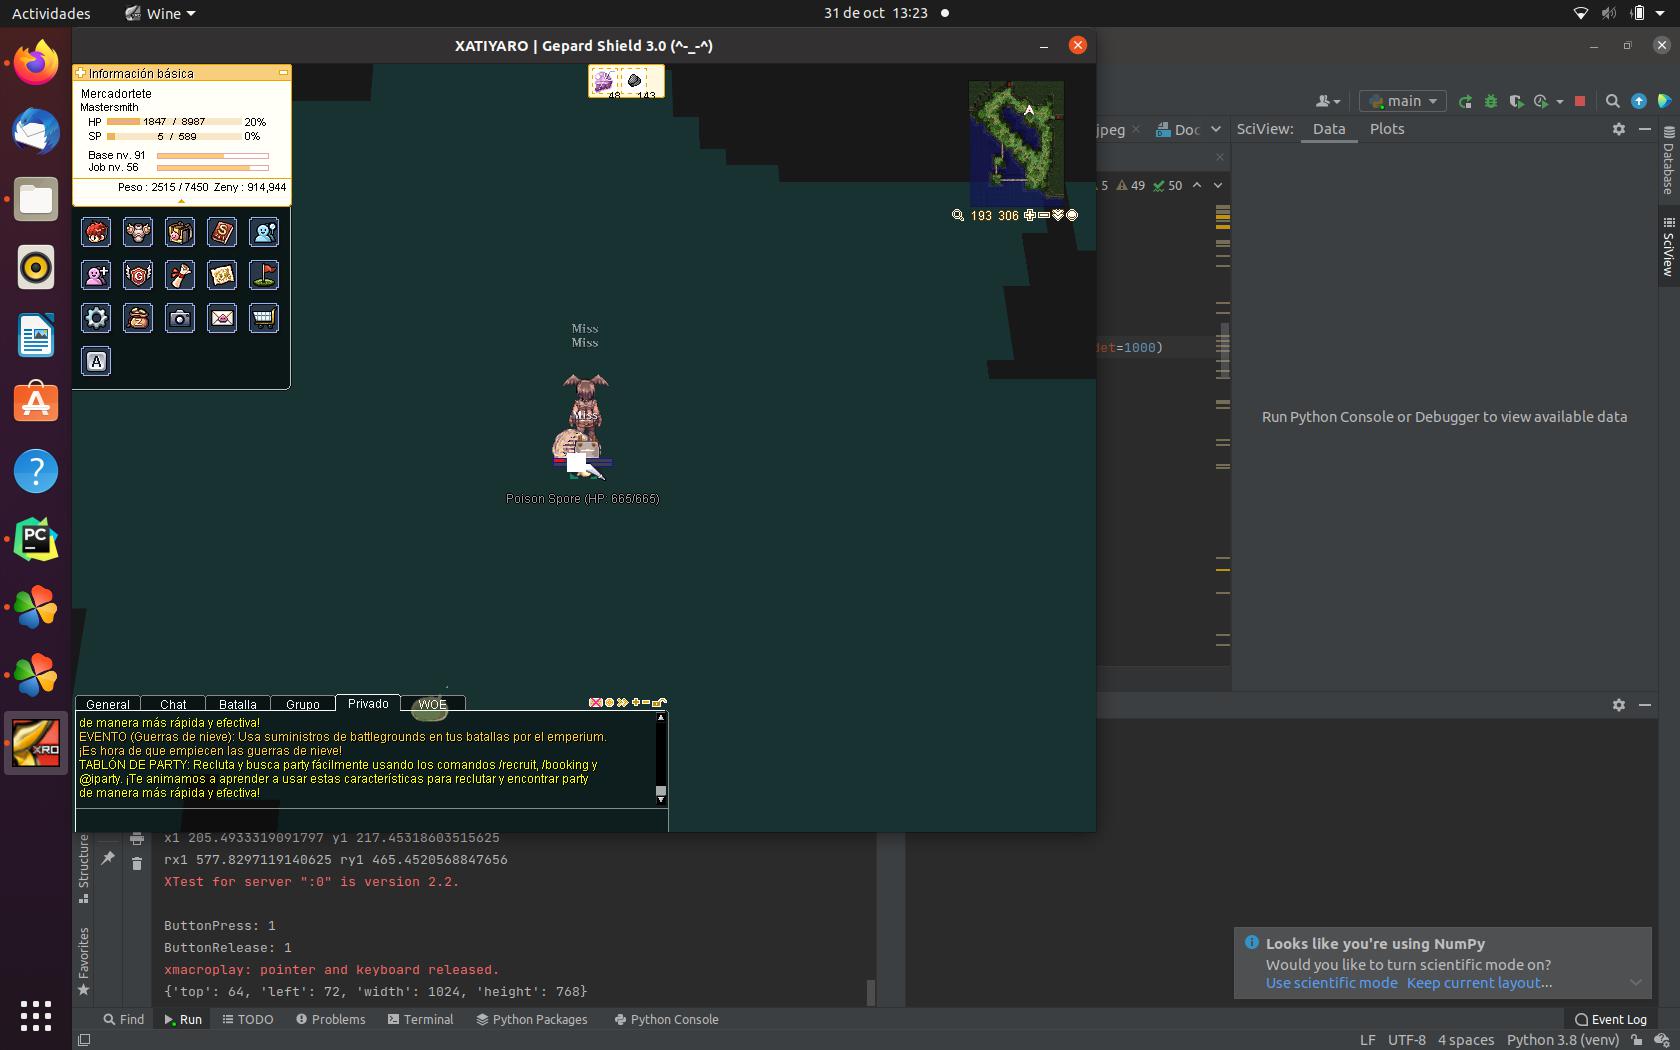 Actividades
Wine
31 de oct 13:23
XATIYARO | Gepard Shield 3.0 (^-_-^)
Información básica
Mercadortete
Mastersmith
HP 1847 / 8987 20%
SP 5 / 589 0%
Base nv. 91
Job nv. 56
Peso : 2515 / 7450 Zeny : 914,944
48 143
193 306
Miss
Miss
Miss
Poison Spore (HP: 665/665)
General
Chat
Batalla
Grupo
Privado
WOE
de manera más rápida y efectiva!
EVENTO (Guerras de nieve): Usa suministros de battlegrounds en tus batallas por el emperium.
¡Es hora de que empiecen las guerras de nieve!
TABLÓN DE PARTY: Recluta y busca party fácilmente usando los comandos /recruit, /booking y
@iparty. ¡Te animamos a aprender a usar estas características para reclutar y encontrar party
de manera más rápida y efectiva!
main
jpeg
Doc
SciView:
Data
Plots
5 49 50
det=1000)
Run Python Console or Debugger to view available data
Database
SciView
Structure
Favorites
x1 205.4933319091797 y1 217.45318603515625
rx1 577.8297119140625 ry1 465.4520568847656
XTest for server ":0" is version 2.2.
ButtonPress: 1
ButtonRelease: 1
xmacroplay: pointer and keyboard released.
{'top': 64, 'left': 72, 'width': 1024, 'height': 768}
Looks like you're using NumPy
Would you like to turn scientific mode on?
Use scientific mode Keep current layout...
Find
Run
TODO
Problems
Terminal
Python Packages
Python Console
Event Log
LF UTF-8 4 spaces Python 3.8 (venv)
PC
XRO
A